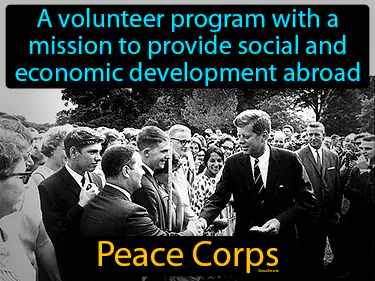 A volunteer program with a
mission to provide social and
economic development abroad
Peace Corps